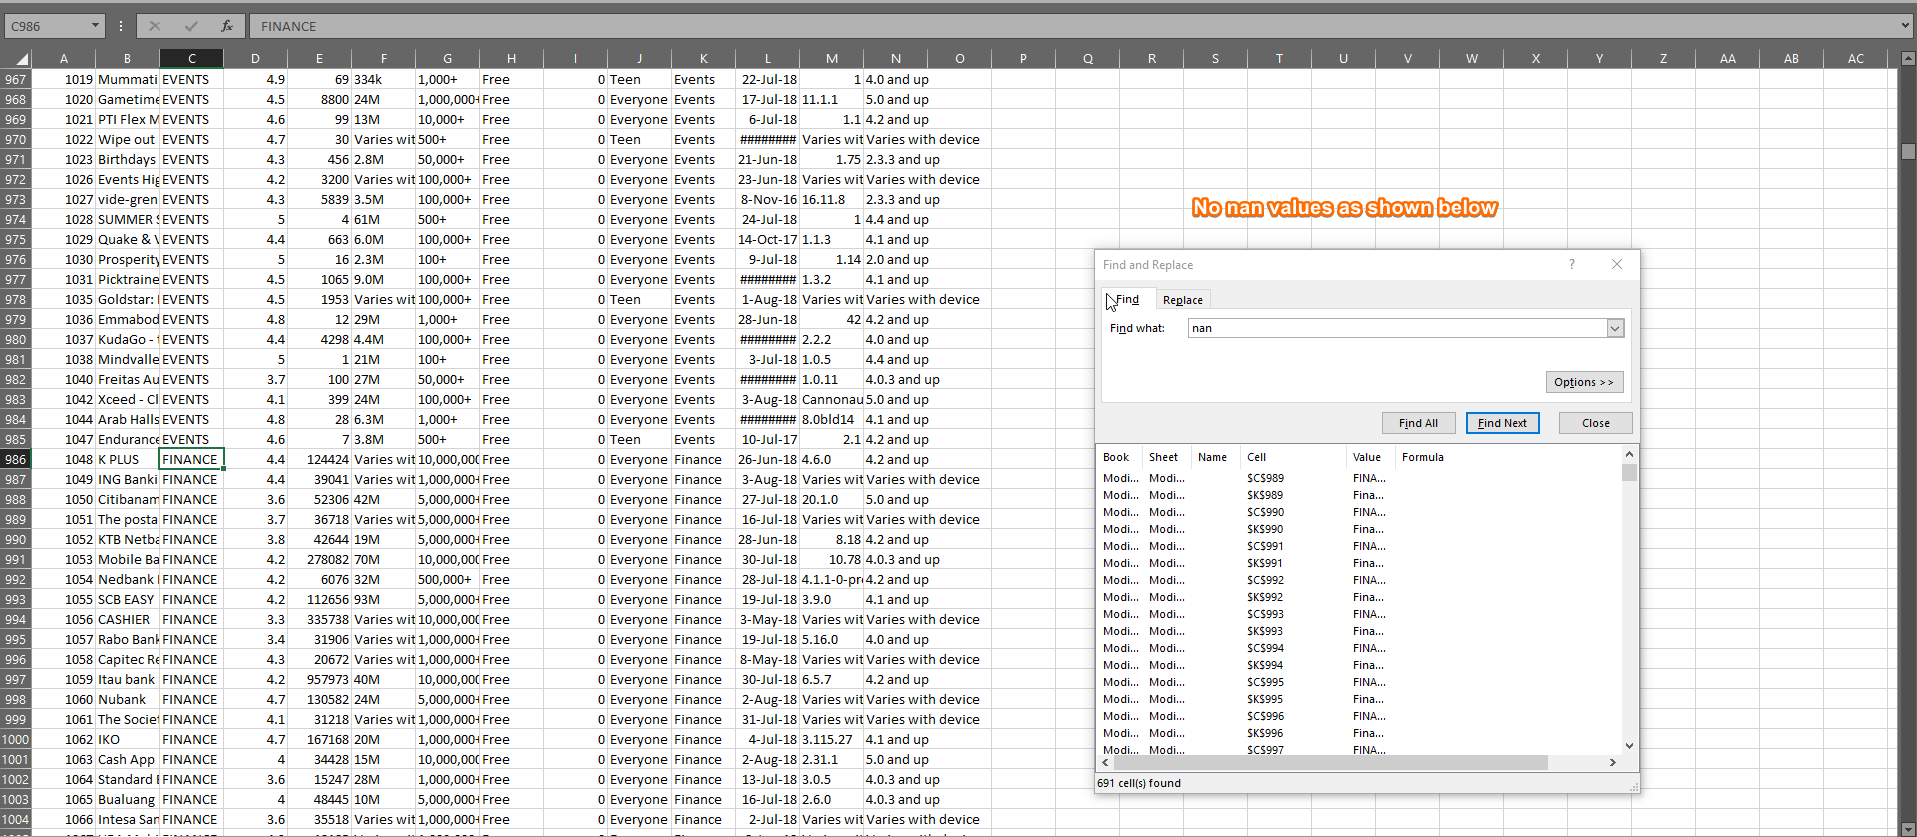 C986 FINANCE
A B C D E F G H I J K L M N O P Q R S T U V W X Y Z AA AB AC
967 1019 Mummati EVENTS 4.9 69 334k 1,000+ Free 0 Teen Events 22-Jul-18 1 4.0 and up
968 1020 Gametime EVENTS 4.5 8800 24M 1,000,000+ Free 0 Everyone Events 17-Jul-18 11.1.1 5.0 and up
969 1021 PTI Flex M EVENTS 4.6 99 13M 10,000+ Free 0 Everyone Events 6-Jul-18 1.1 4.2 and up
970 1022 Wipe out EVENTS 4.7 30 Varies wit 500+ Free 0 Teen Events ######## Varies wit Varies with device
971 1023 Birthdays EVENTS 4.3 456 2.8M 50,000+ Free 0 Everyone Events 21-Jun-18 1.75 2.3.3 and up
972 1026 Events Hig EVENTS 4.2 3200 Varies wit 100,000+ Free 0 Everyone Events 23-Jun-18 Varies wit Varies with device
973 1027 vide-gren EVENTS 4.3 5839 3.5M 100,000+ Free 0 Everyone Events 8-Nov-16 16.11.8 2.3.3 and up
974 1028 SUMMER S EVENTS 5 4 61M 500+ Free 0 Everyone Events 24-Jul-18 1 4.4 and up
975 1029 Quake & V EVENTS 4.4 663 6.0M 100,000+ Free 0 Everyone Events 14-Oct-17 1.1.3 4.1 and up
976 1030 Prosperity EVENTS 5 16 2.3M 100+ Free 0 Everyone Events 9-Jul-18 1.14 2.0 and up
977 1031 Picktraine EVENTS 4.5 1065 9.0M 100,000+ Free 0 Everyone Events ######## 1.3.2 4.1 and up
978 1035 Goldstar: EVENTS 4.5 1953 Varies wit 100,000+ Free 0 Teen Events 1-Aug-18 Varies wit Varies with device
979 1036 Emmabod EVENTS 4.8 12 29M 1,000+ Free 0 Everyone Events 28-Jun-18 42 4.2 and up
980 1037 KudaGo - EVENTS 4.4 4298 4.4M 100,000+ Free 0 Everyone Events ######## 2.2.2 4.0 and up
981 1038 Mindvalle EVENTS 5 1 21M 100+ Free 0 Everyone Events 3-Jul-18 1.0.5 4.4 and up
982 1040 Freitas Au EVENTS 3.7 100 27M 50,000+ Free 0 Everyone Events ######## 1.0.11 4.0.3 and up
983 1042 Xceed - Cl EVENTS 4.1 399 24M 100,000+ Free 0 Everyone Events 3-Aug-18 Cannonau 5.0 and up
984 1044 Arab Halls EVENTS 4.8 28 6.3M 1,000+ Free 0 Everyone Events ######## 8.0bld14 4.1 and up
985 1047 Endurance EVENTS 4.6 7 3.8M 500+ Free 0 Teen Events 10-Jul-17 2.1 4.2 and up
986 1048 K PLUS FINANCE 4.4 124424 Varies wit 10,000,000 Free 0 Everyone Finance 26-Jun-18 4.6.0 4.2 and up
987 1049 ING Banki FINANCE 4.4 39041 Varies wit 1,000,000+ Free 0 Everyone Finance 3-Aug-18 Varies wit Varies with device
988 1050 Citibanam FINANCE 3.6 52306 42M 5,000,000+ Free 0 Everyone Finance 27-Jul-18 20.1.0 5.0 and up
989 1051 The posta FINANCE 3.7 36718 Varies wit 5,000,000+ Free 0 Everyone Finance 16-Jul-18 Varies wit Varies with device
990 1052 KTB Netba FINANCE 3.8 42644 19M 5,000,000+ Free 0 Everyone Finance 28-Jun-18 8.18 4.2 and up
991 1053 Mobile Ba FINANCE 4.2 278082 70M 10,000,000 Free 0 Everyone Finance 30-Jul-18 10.78 4.0.3 and up
992 1054 Nedbank FINANCE 4.2 6076 32M 500,000+ Free 0 Everyone Finance 28-Jul-18 4.1.1-0-pr 4.2 and up
993 1055 SCB EASY FINANCE 4.2 112656 93M 5,000,000+ Free 0 Everyone Finance 19-Jul-18 3.9.0 4.1 and up
994 1056 CASHIER FINANCE 3.3 335738 Varies wit 10,000,000 Free 0 Everyone Finance 3-May-18 Varies wit Varies with device
995 1057 Rabo Bank FINANCE 3.4 31906 Varies wit 1,000,000+ Free 0 Everyone Finance 19-Jul-18 5.16.0 4.0 and up
996 1058 Capitec Re FINANCE 4.3 20672 Varies wit 1,000,000+ Free 0 Everyone Finance 8-May-18 Varies wit Varies with device
997 1059 Itau bank FINANCE 4.2 957973 40M 10,000,000 Free 0 Everyone Finance 30-Jul-18 6.5.7 4.2 and up
998 1060 Nubank FINANCE 4.7 130582 24M 5,000,000+ Free 0 Everyone Finance 2-Aug-18 Varies wit Varies with device
999 1061 The Societ FINANCE 4.1 31218 Varies wit 1,000,000+ Free 0 Everyone Finance 31-Jul-18 Varies wit Varies with device
1000 1062 IKO FINANCE 4.7 167168 20M 1,000,000+ Free 0 Everyone Finance 4-Jul-18 3.115.27 4.1 and up
1001 1063 Cash App FINANCE 4 34428 15M 10,000,000 Free 0 Everyone Finance 2-Aug-18 2.31.1 5.0 and up
1002 1064 Standard FINANCE 3.6 15247 28M 1,000,000+ Free 0 Everyone Finance 13-Jul-18 3.0.5 4.0.3 and up
1003 1065 Bualuang FINANCE 4 48445 10M 5,000,000+ Free 0 Everyone Finance 16-Jul-18 2.6.0 4.0.3 and up
1004 1066 Intesa San FINANCE 3.6 35518 Varies wit 1,000,000+ Free 0 Everyone Finance 2-Jul-18 Varies wit Varies with device
No nan values as shown below
Find and Replace ?
Find Replace
Find what: nan
Options >>
Find All Find Next Close
Book Sheet Name Cell Value Formula
Modi... Modi... $C$989 FINA...
Modi... Modi... $K$989 Fina...
Modi... Modi... $C$990 FINA...
Modi... Modi... $K$990 Fina...
Modi... Modi... $C$991 FINA...
Modi... Modi... $K$991 Fina...
Modi... Modi... $C$992 FINA...
Modi... Modi... $K$992 Fina...
Modi... Modi... $C$993 FINA...
Modi... Modi... $K$993 Fina...
Modi... Modi... $C$994 FINA...
Modi... Modi... $K$994 Fina...
Modi... Modi... $C$995 FINA...
Modi... Modi... $K$995 Fina...
Modi... Modi... $C$996 FINA...
Modi... Modi... $K$996 Fina...
Modi... Modi... $C$997 FINA...
691 cell(s) found